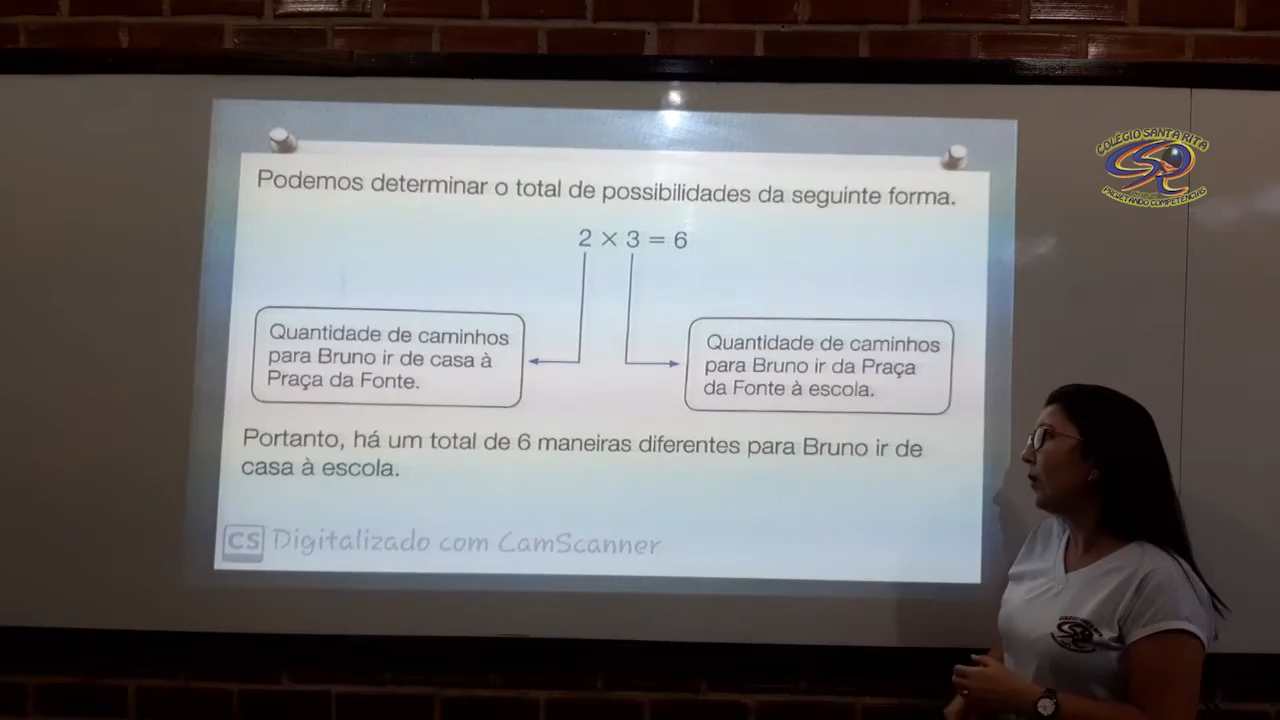 COLÉGIO SANTA RITA
PROJETANDO COMPETÊNCIAS
Podemos determinar o total de possibilidades da seguinte forma.
2 × 3 = 6
Quantidade de caminhos
para Bruno ir de casa à
Praça da Fonte.
Quantidade de caminhos
para Bruno ir da Praça
da Fonte à escola.
Portanto, há um total de 6 maneiras diferentes para Bruno ir de
casa à escola.
CS Digitalizado com CamScanner